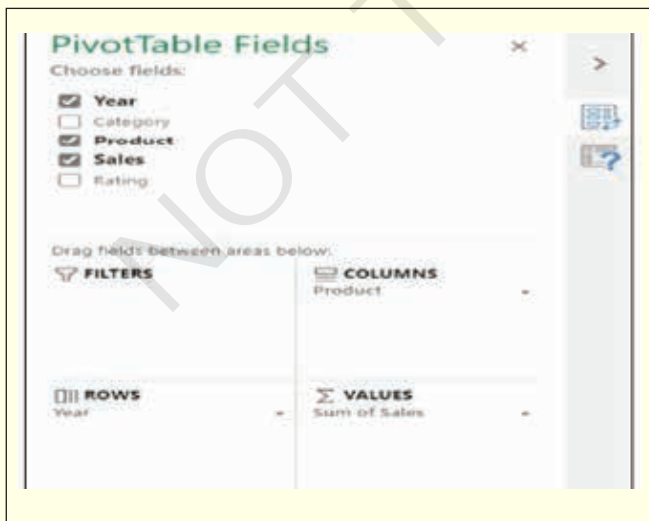 NOT T
PivotTable Fields
Choose fields:
Year
Category
Product
Sales
Rating
Drag fields between areas below:
FILTERS
COLUMNS
Product
ROWS
Year
Σ VALUES
Sum of Sales